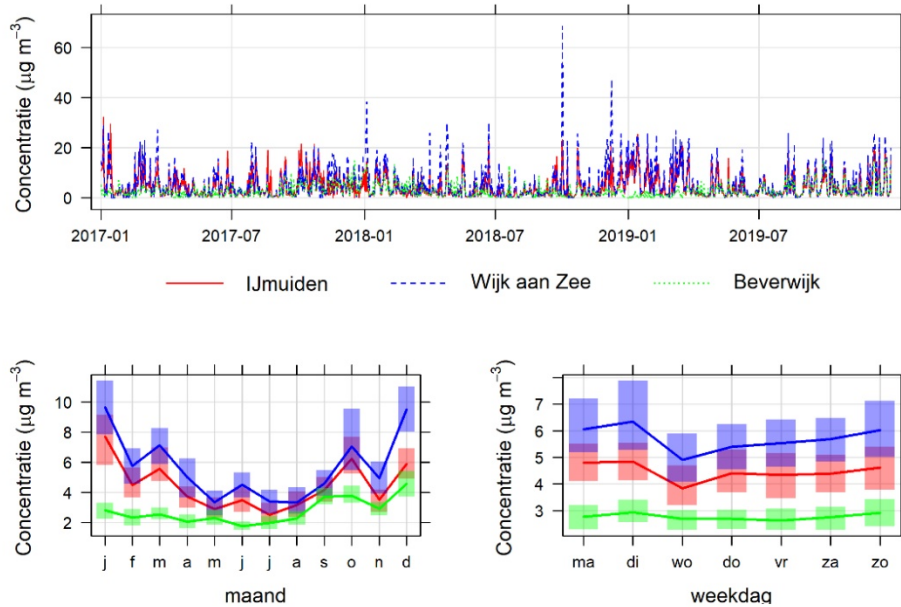 Concentratie (µg m⁻³)
60
40
20
0
2017-01 2017-07 2018-01 2018-07 2019-01 2019-07
IJmuiden Wijk aan Zee Beverwijk
Concentratie (µg m⁻³)
10
8
6
4
2
j f m a m j j a s o n d
maand
Concentratie (µg m⁻³)
7
6
5
4
3
ma di wo do vr za zo
weekdag